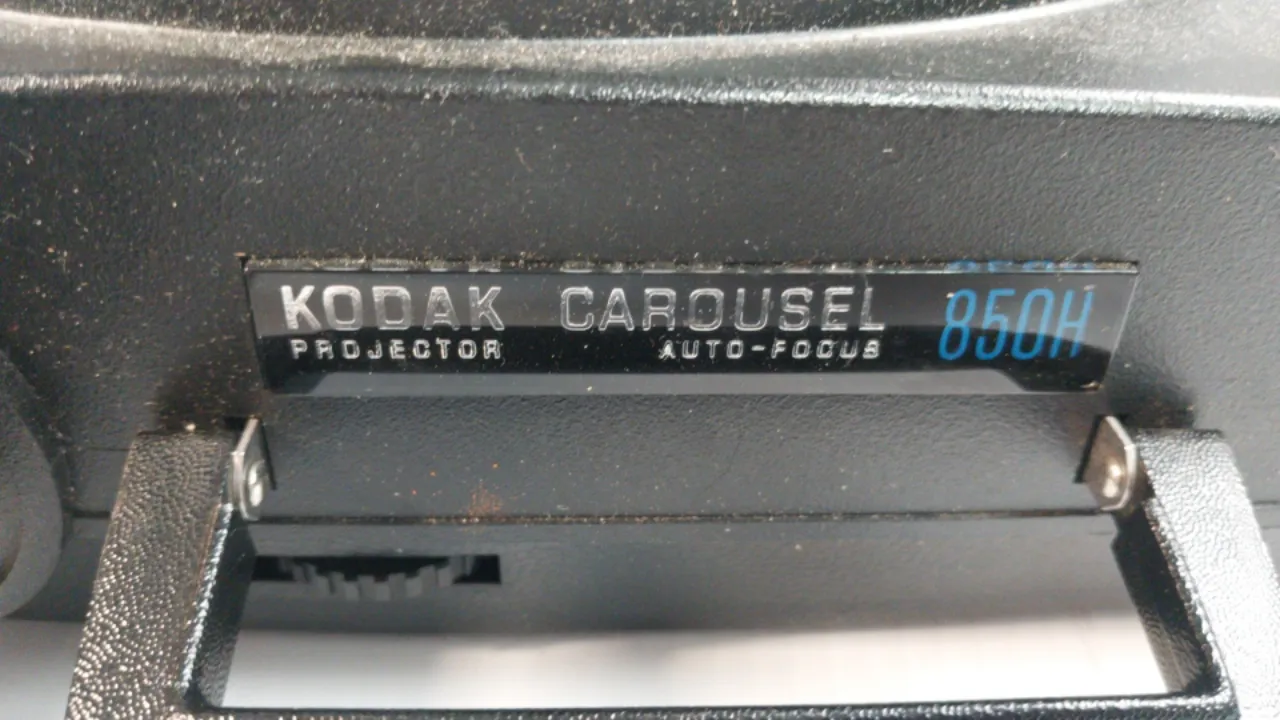 KODAK CAROUSEL 850H
PROJECTOR AUTO-FOCUS